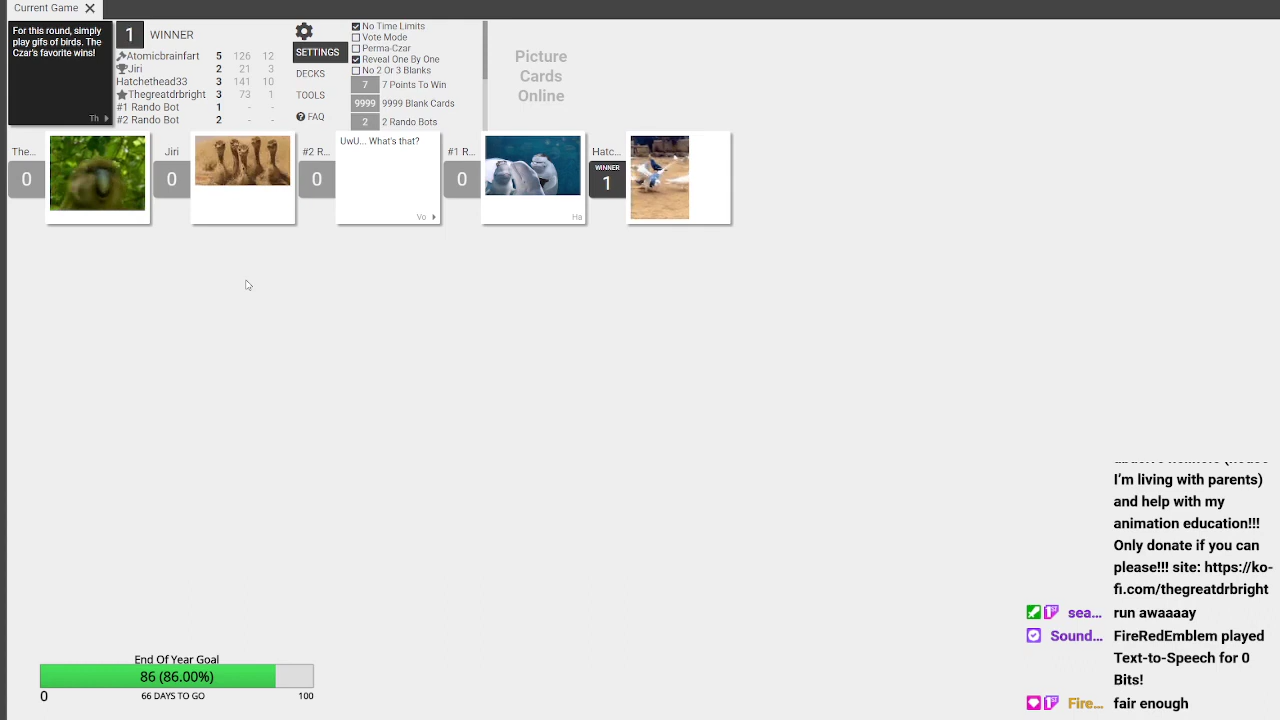 Current Game
For this round, simply
play gifs of birds. The
Czar's favorite wins!
Th
1 WINNER
Atomicbrainfart 5 126 12
Jiri 2 21 3
Hatchethead33 3 141 10
Thegreatdrbright 3 73 1
#1 Rando Bot 1 - -
#2 Rando Bot 2 - -
SETTINGS
DECKS
TOOLS
FAQ
No Time Limits
Vote Mode
Perma-Czar
Reveal One By One
No 2 Or 3 Blanks
7 7 Points To Win
9999 9999 Blank Cards
2 2 Rando Bots
Picture
Cards
Online
The...
0
Jiri
0
#2 R...
0
UwU... What's that?
Vo
#1 R...
0
Ha
Hatc...
WINNER
1
I'm living with parents)
and help with my
animation education!!!
Only donate if you can
please!!! site: https://ko-
fi.com/thegreatdrbright
sea... run awaaaay
Sound... FireRedEmblem played
Text-to-Speech for 0
Bits!
Fire... fair enough
End Of Year Goal
86 (86.00%)
0 66 DAYS TO GO 100